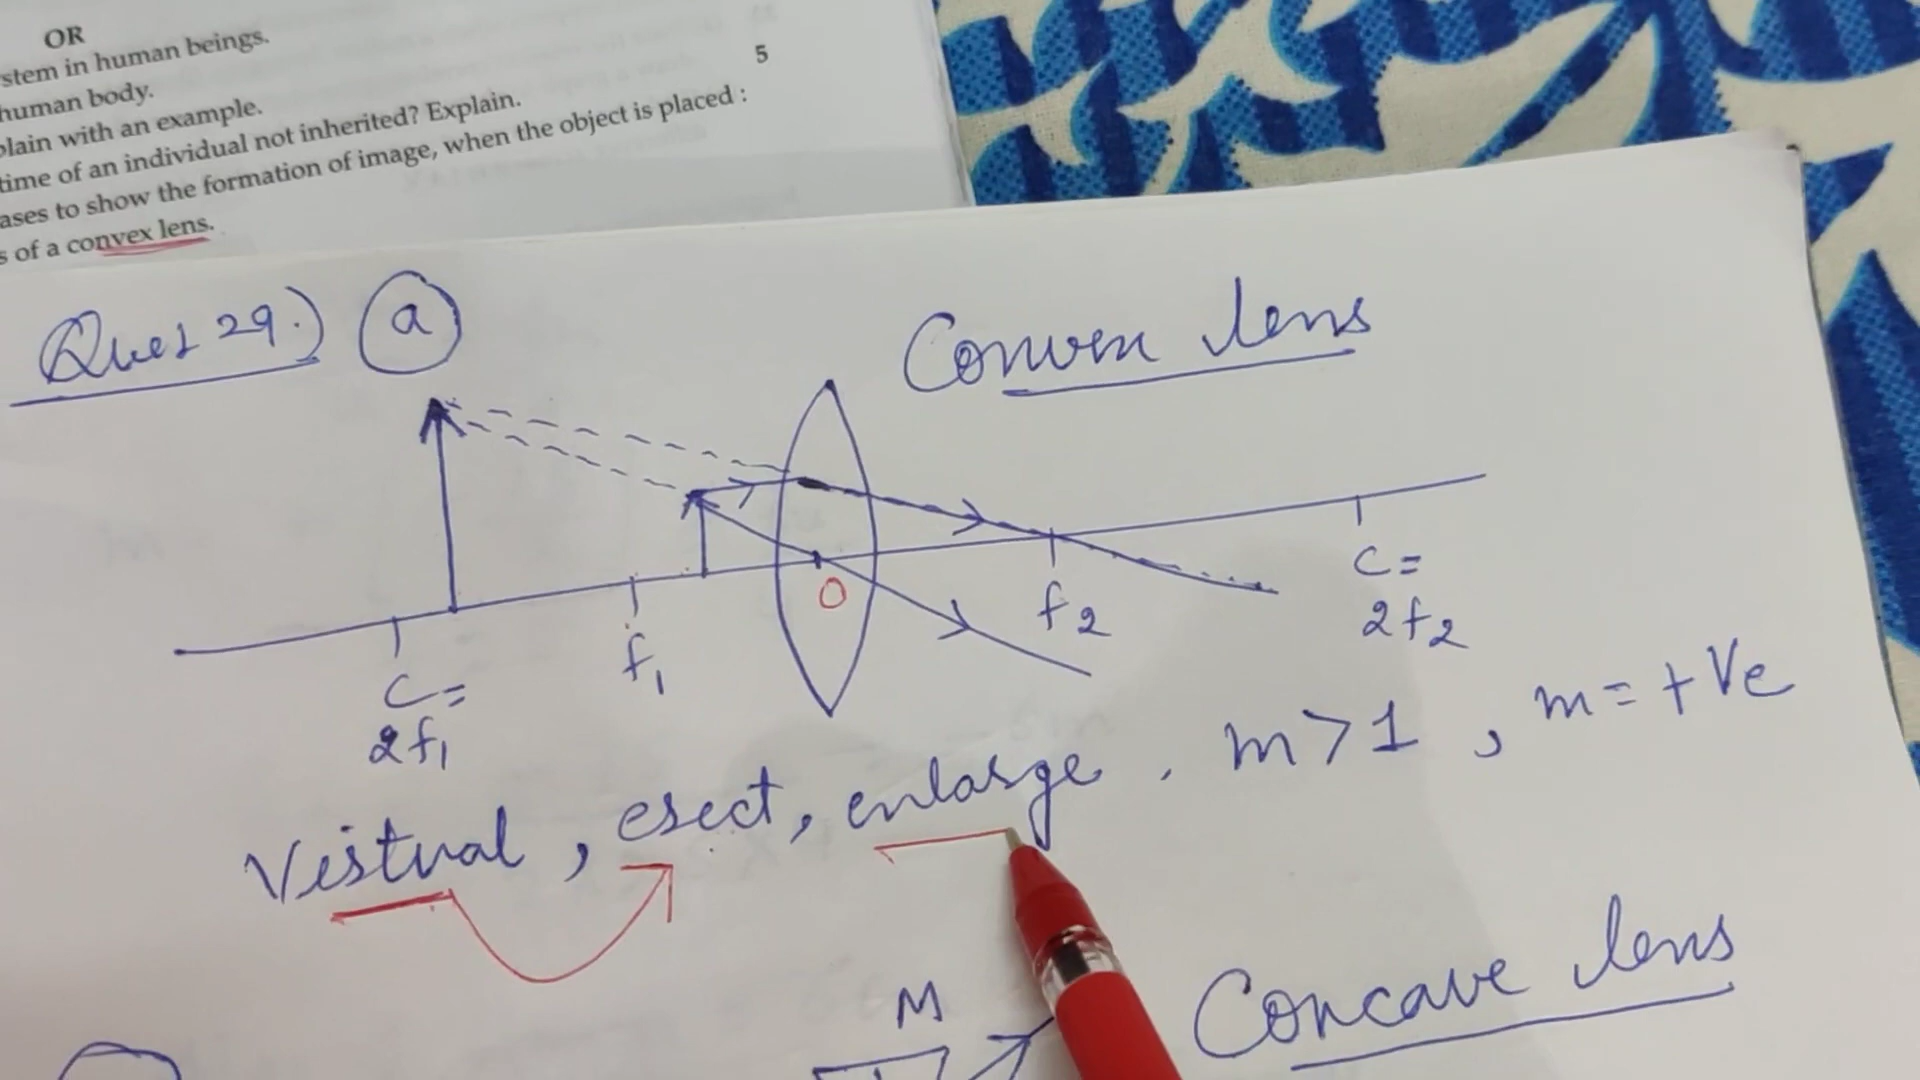 OR
stem in human beings.
human body.
5
plain with an example.
time of an individual not inherited? Explain.
ases to show the formation of image, when the object is placed :
s of a convex lens.
Ques 29.) a
Convex lens
O
f1
f2
C =
2f1
C =
2f2
Virtual, erect, enlarge. m > 1, m = +Ve
M
Concave lens